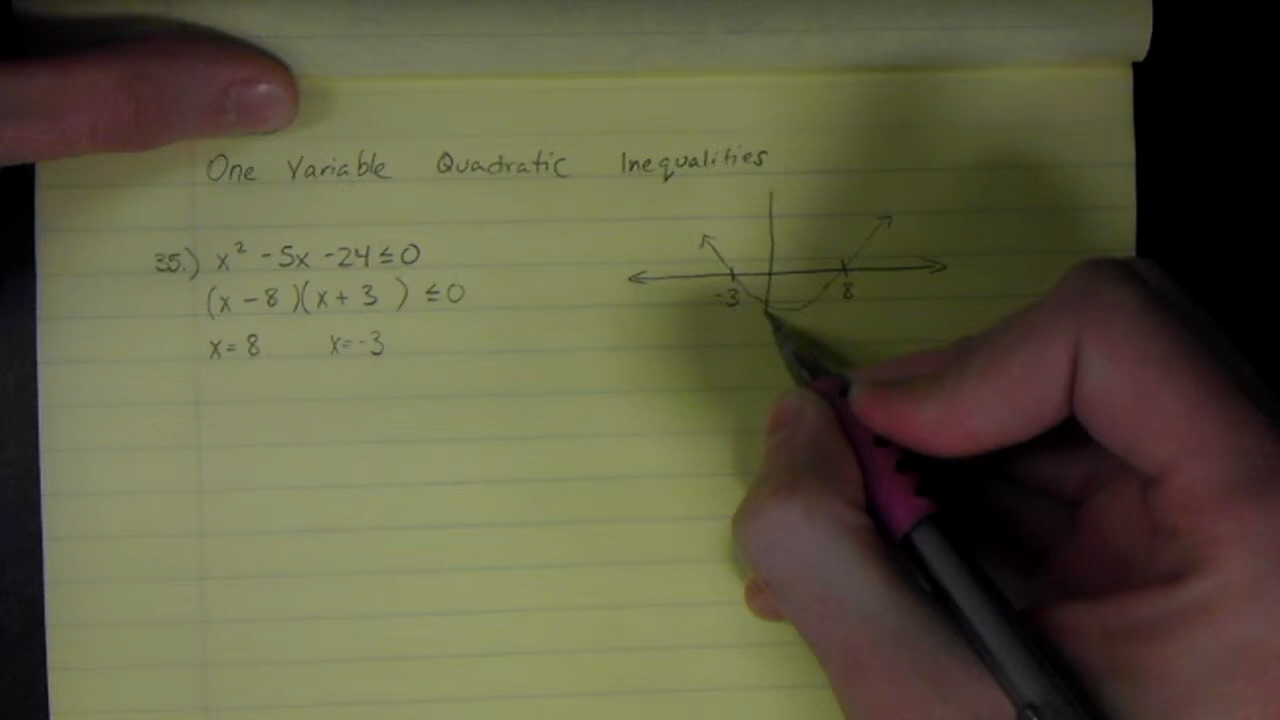 One Variable Quadratic Inequalities
35.) x² -5x -24 ≤ 0
(x - 8)(x + 3) ≤ 0
x = 8 x = -3
-3 8